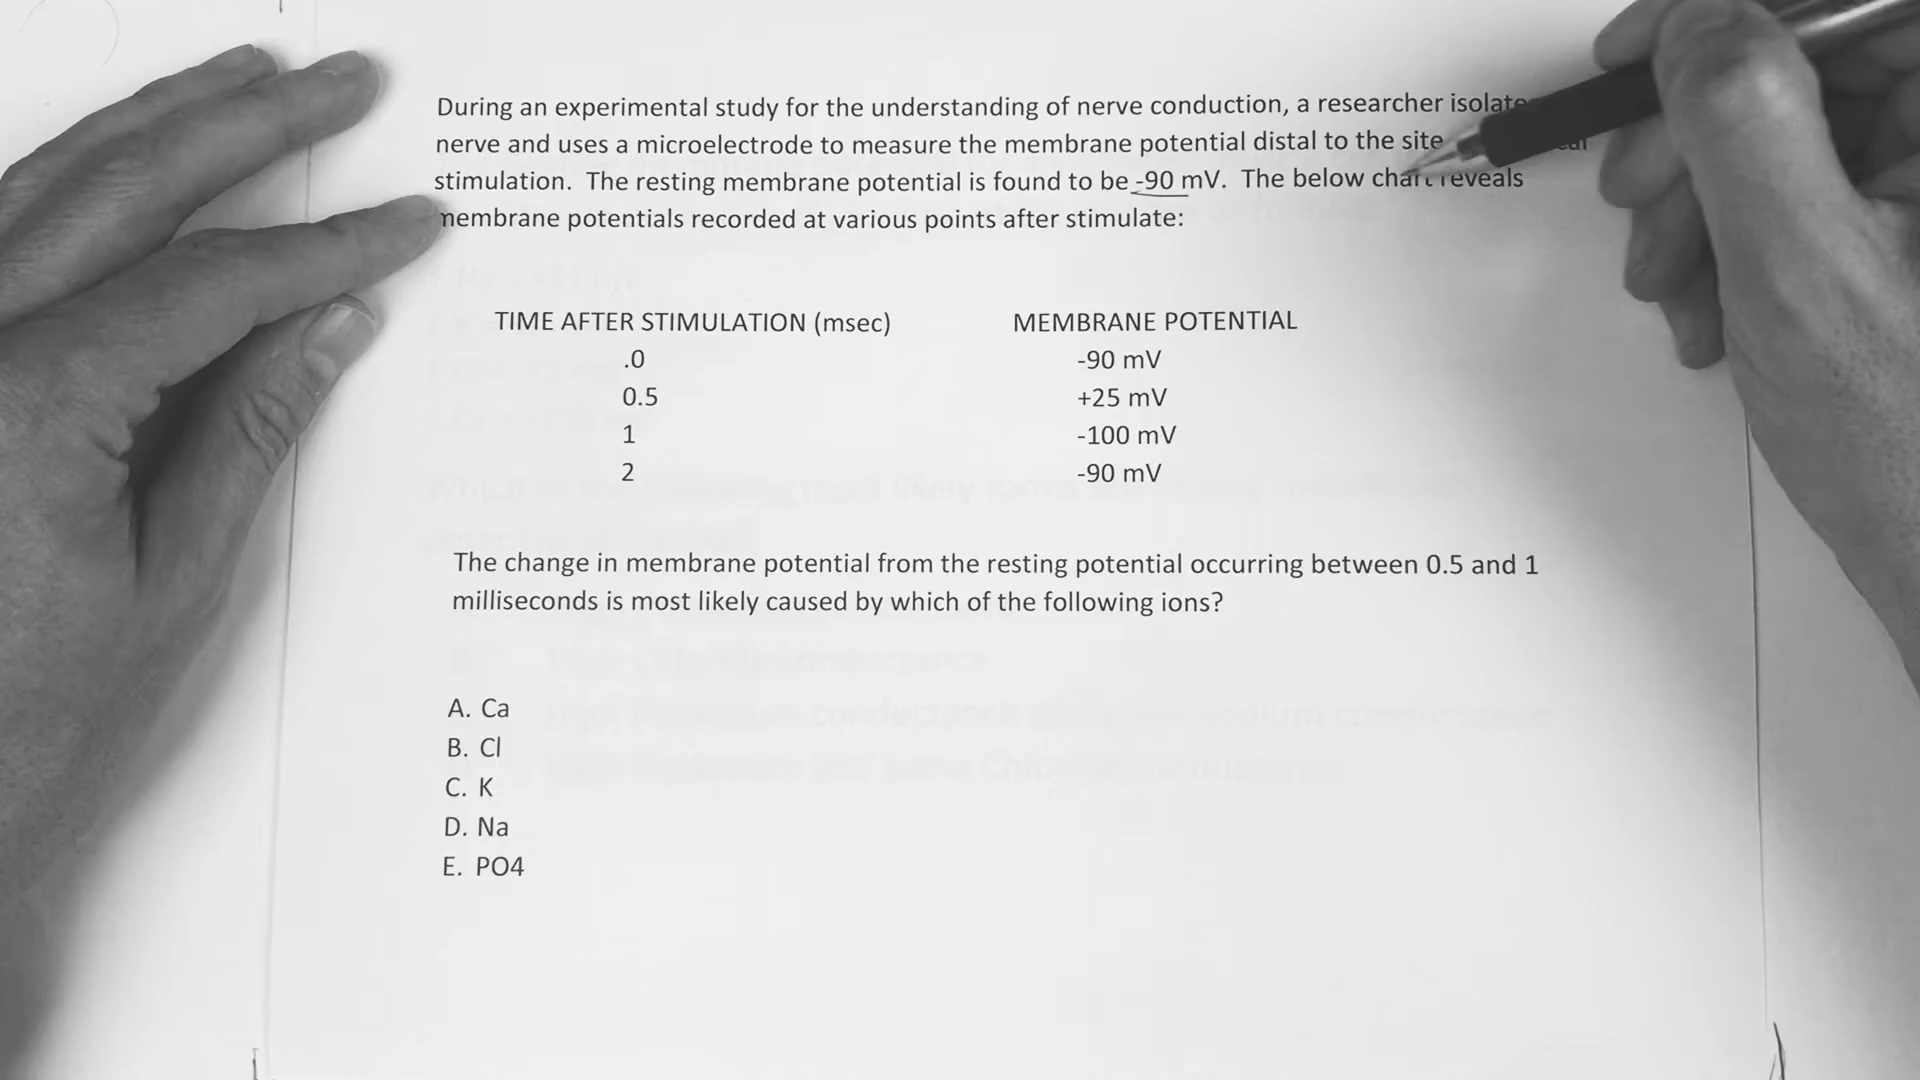 During an experimental study for the understanding of nerve conduction, a researcher
nerve and uses a microelectrode to measure the membrane potential distal to the site
stimulation. The resting membrane potential is found to be -90 mV. The below chart reveals
membrane potentials recorded at various points after stimulate:
TIME AFTER STIMULATION (msec) MEMBRANE POTENTIAL
.0 -90 mV
0.5 +25 mV
1 -100 mV
2 -90 mV
The change in membrane potential from the resting potential occurring between 0.5 and 1
milliseconds is most likely caused by which of the following ions?
A. Ca
B. Cl
C. K
D. Na
E. PO4